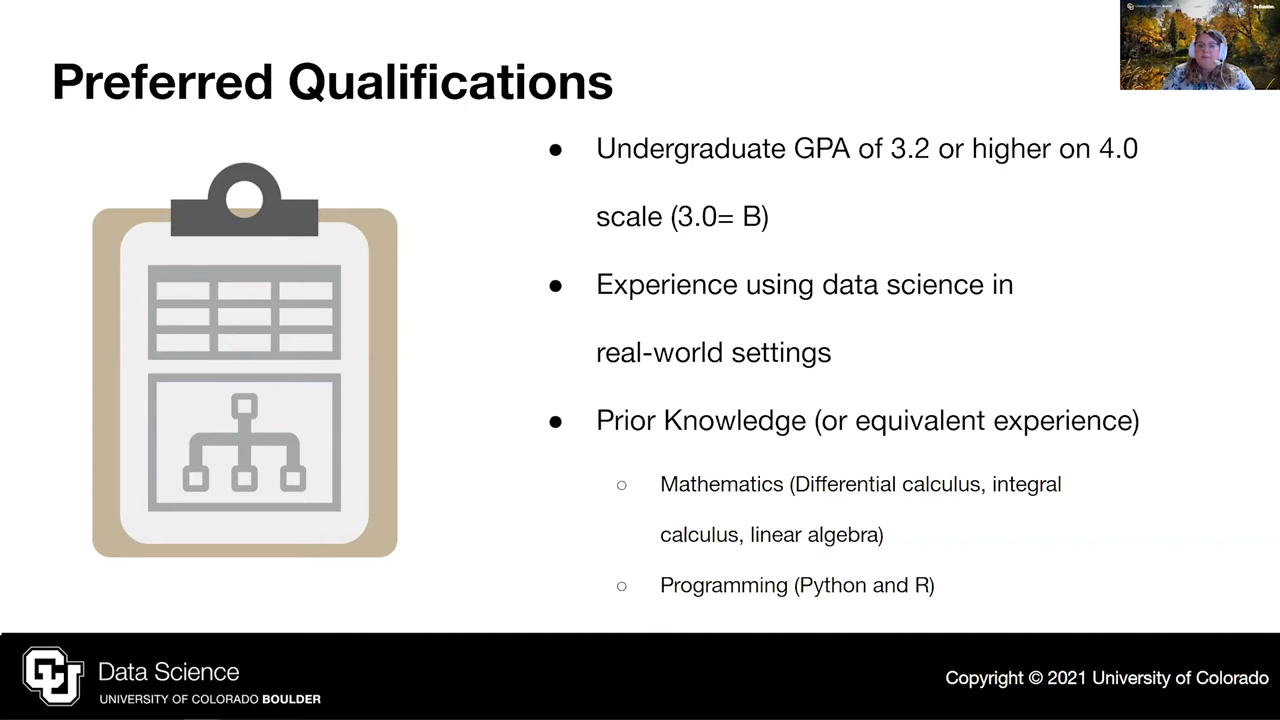 Preferred Qualifications
● Undergraduate GPA of 3.2 or higher on 4.0
scale (3.0= B)
● Experience using data science in
real-world settings
● Prior Knowledge (or equivalent experience)
○ Mathematics (Differential calculus, integral
calculus, linear algebra)
○ Programming (Python and R)
CU
Data Science
UNIVERSITY OF COLORADO BOULDER
Copyright © 2021 University of Colorado